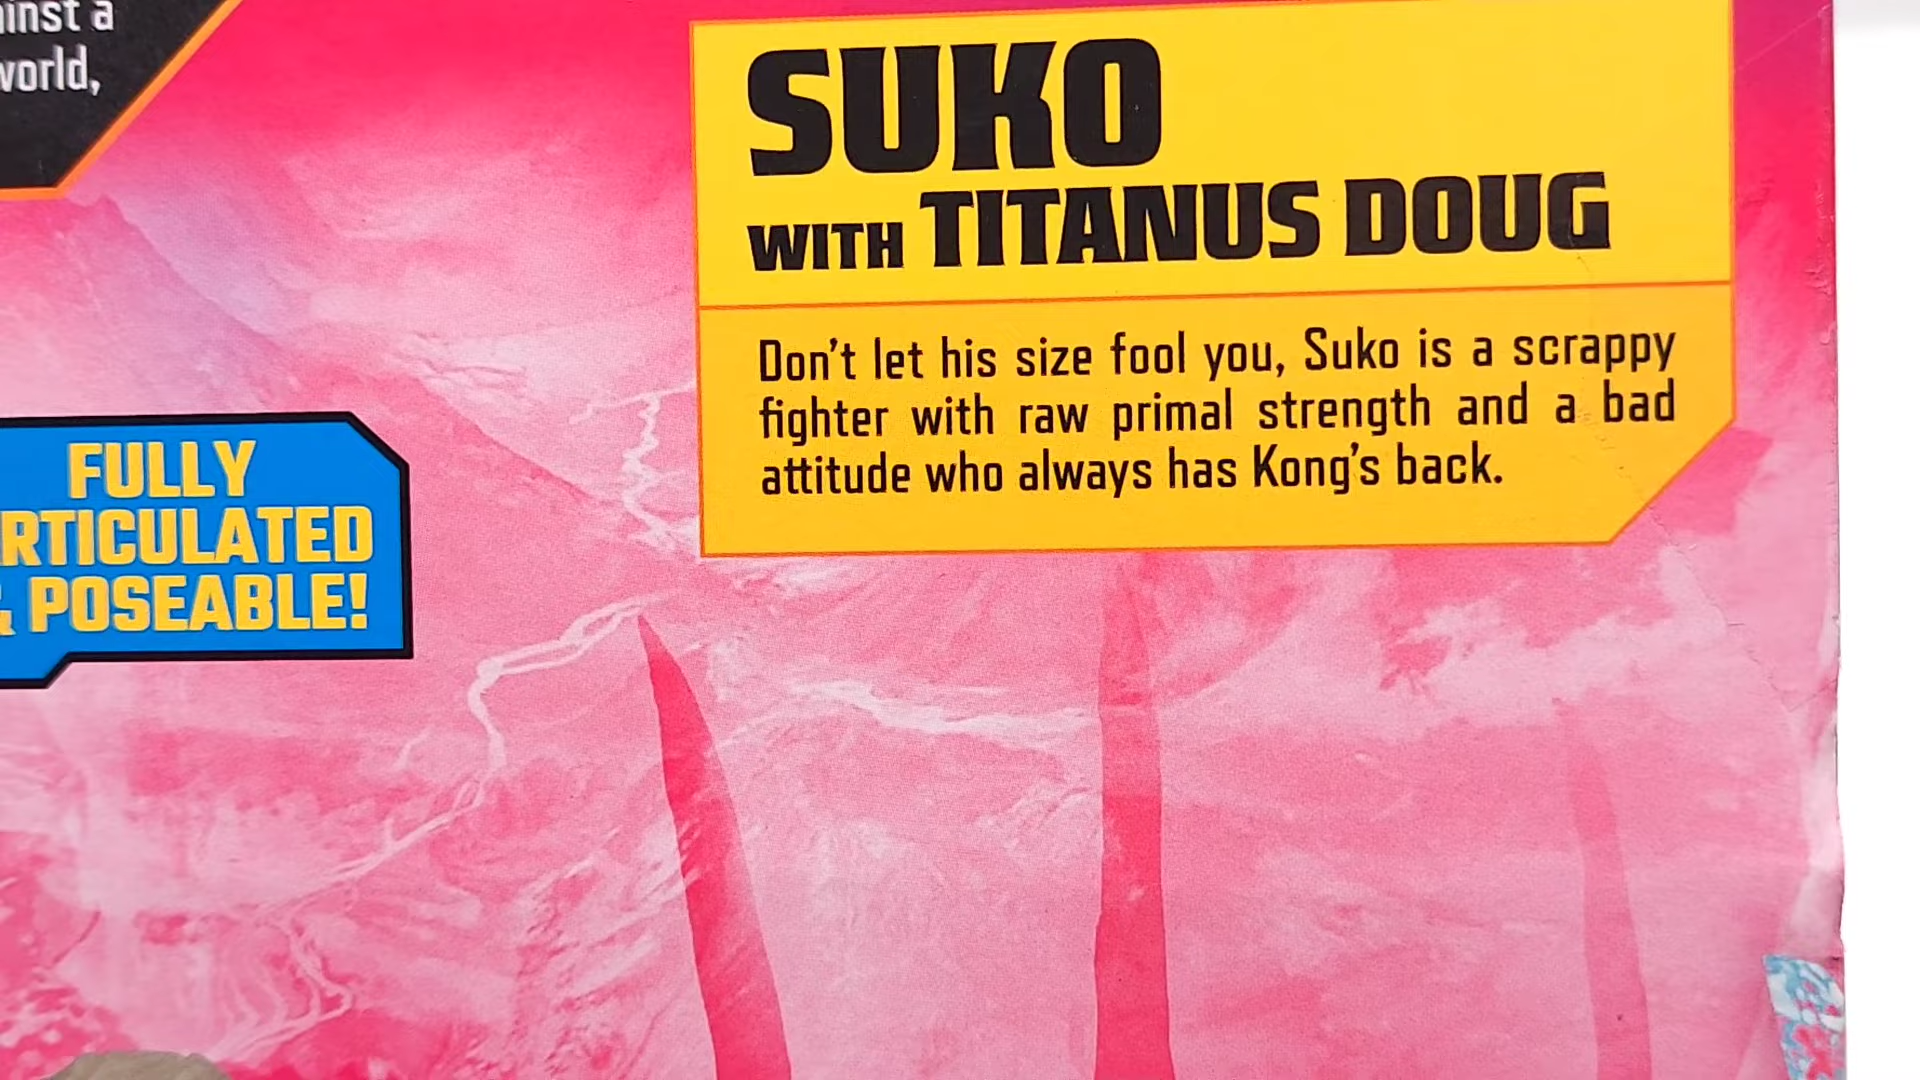 world,
SUKO
WITH TITANUS DOUG
Don't let his size fool you, Suko is a scrappy
fighter with raw primal strength and a bad
attitude who always has Kong's back.
FULLY
RTICULATED
& POSEABLE!